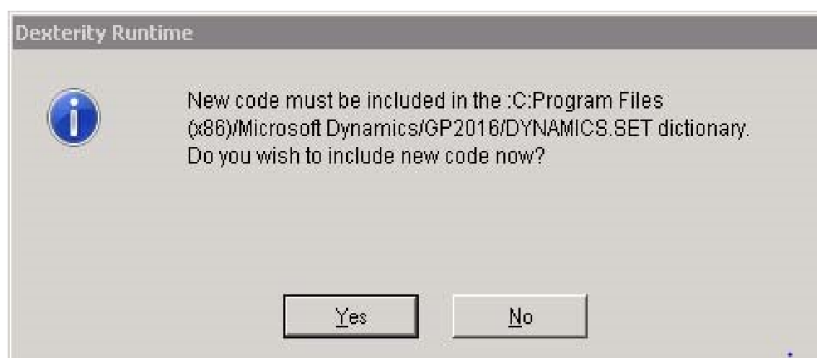 Dexterity Runtime
New code must be included in the :C:Program Files
(x86)/Microsoft Dynamics/GP2016/DYNAMICS.SET dictionary.
Do you wish to include new code now?
Yes
No